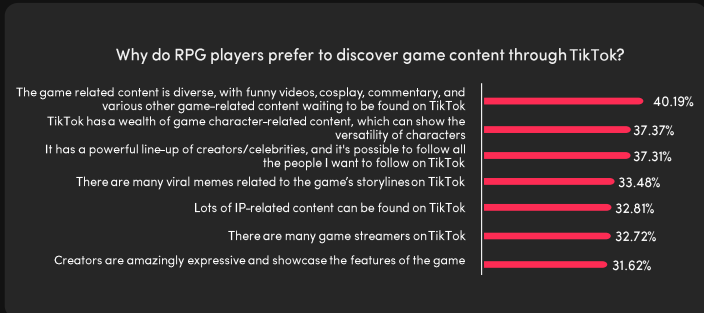 Why do RPG players prefer to discover game content through TikTok?
The game related content is diverse, with funny videos, cosplay, commentary, and
various other game-related content waiting to be found on TikTok
40.19%
TikTok has a wealth of game character-related content, which can show the
versatility of characters
37.37%
It has a powerful line-up of creators/celebrities, and it's possible to follow all
the people I want to follow on TikTok
37.31%
There are many viral memes related to the game's storylines on TikTok
33.48%
Lots of IP-related content can be found on TikTok
32.81%
There are many game streamers on TikTok
32.72%
Creators are amazingly expressive and showcase the features of the game
31.62%